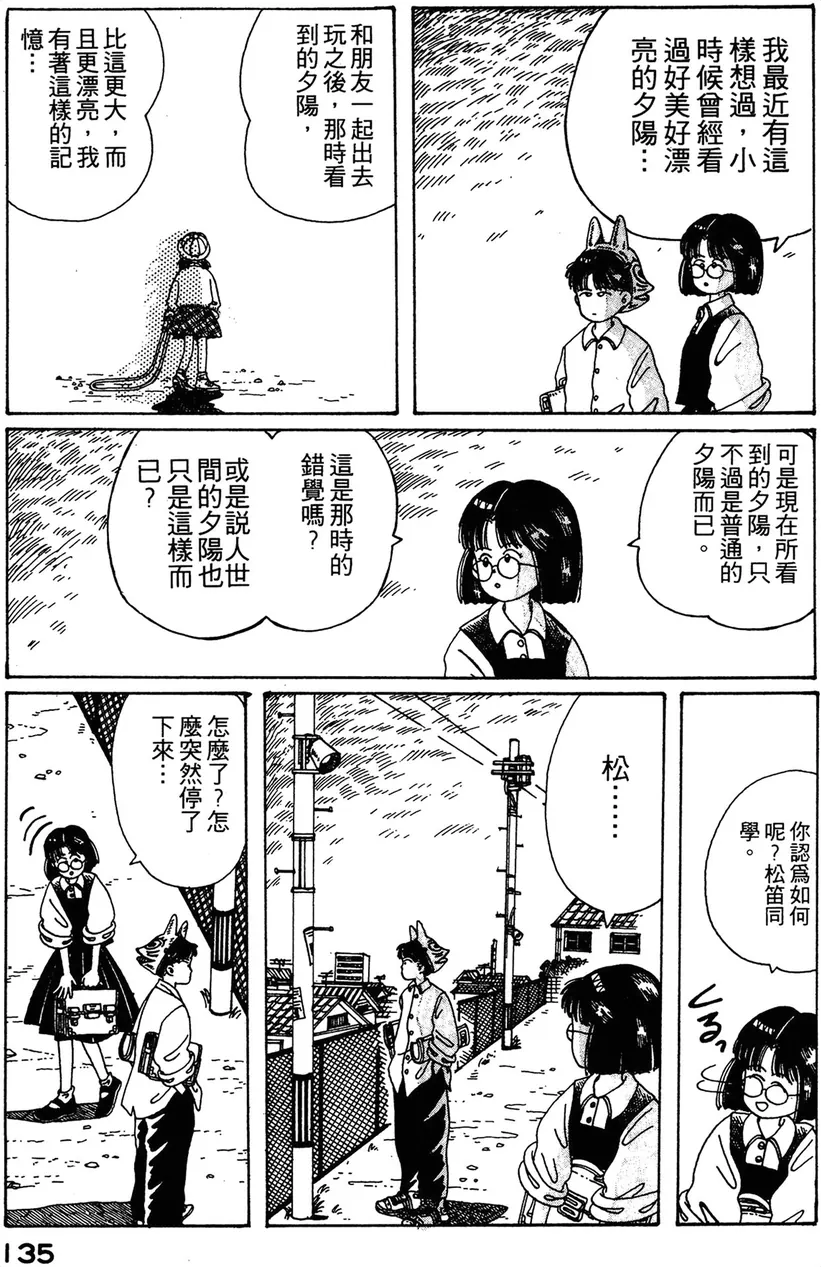 我最近有這
樣想過，小
時候曾經看
過好美好漂
亮的夕陽…
和朋友一起出去
玩之後，那時看
到的夕陽，
比這更大，而
且更漂亮，我
有著這樣的記
憶…
可是現在所看
到的夕陽，只
不過是普通的
夕陽而已。
這是那時的
錯覺嗎？
或是説人世
間的夕陽也
只是這樣而
已？
你認爲如何
呢？松笛同
學。
くるっ
松……
怎麼了？怎
麼突然停了
下來…
135